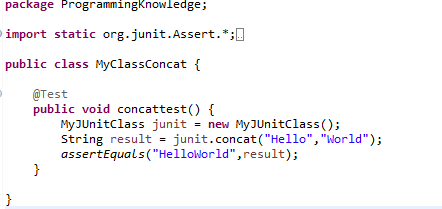 package ProgrammingKnowledge;
import static org.junit.Assert.*;
public class MyClassConcat {
@Test
public void concattest() {
MyJUnitClass junit = new MyJUnitClass();
String result = junit.concat("Hello","World");
assertEquals("HelloWorld",result);
}
}